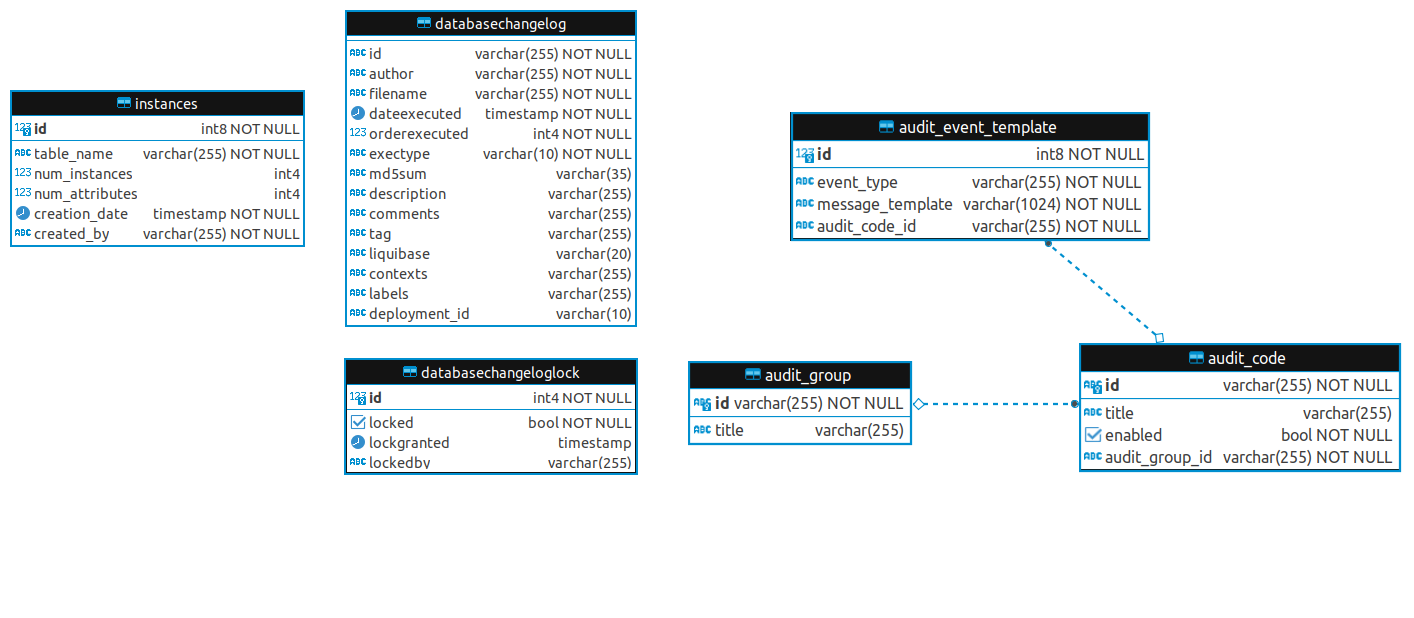 instances
id int8 NOT NULL
table_name varchar(255) NOT NULL
num_instances int4
num_attributes int4
creation_date timestamp NOT NULL
created_by varchar(255) NOT NULL
databasechangelog
id varchar(255) NOT NULL
author varchar(255) NOT NULL
filename varchar(255) NOT NULL
dateexecuted timestamp NOT NULL
orderexecuted int4 NOT NULL
exectype varchar(10) NOT NULL
md5sum varchar(35)
description varchar(255)
comments varchar(255)
tag varchar(255)
liquibase varchar(20)
contexts varchar(255)
labels varchar(255)
deployment_id varchar(10)
databasechangeloglock
id int4 NOT NULL
locked bool NOT NULL
lockgranted timestamp
lockedby varchar(255)
audit_event_template
id int8 NOT NULL
event_type varchar(255) NOT NULL
message_template varchar(1024) NOT NULL
audit_code_id varchar(255) NOT NULL
audit_group
id varchar(255) NOT NULL
title varchar(255)
audit_code
id varchar(255) NOT NULL
title varchar(255)
enabled bool NOT NULL
audit_group_id varchar(255) NOT NULL